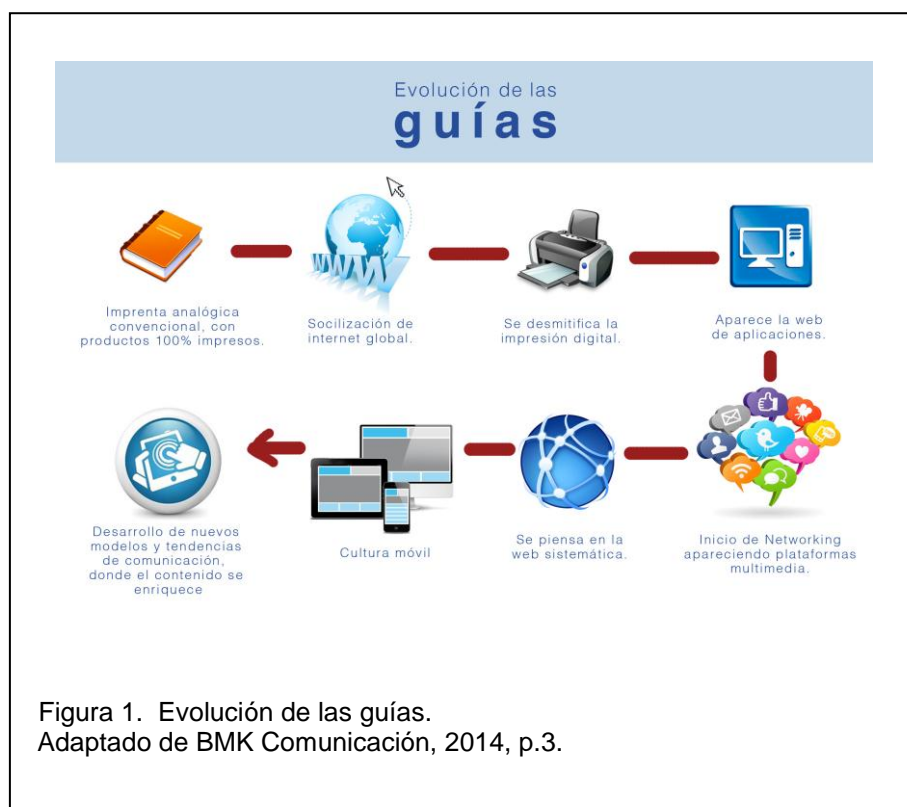 Evolución de las
guías
WWW
Imprenta analógica
convencional, con
productos 100% impresos.
Socilización de
internet global.
Se desmitifica la
impresión digital.
Aparece la web
de aplicaciones.
Inicio de Networking
apareciendo plataformas
multimedia.
Se piensa en la
web sistemática.
Cultura móvil
Desarrollo de nuevos
modelos y tendencias
de comunicación,
donde el contenido se
enriquece
Figura 1. Evolución de las guías.
Adaptado de BMK Comunicación, 2014, p.3.